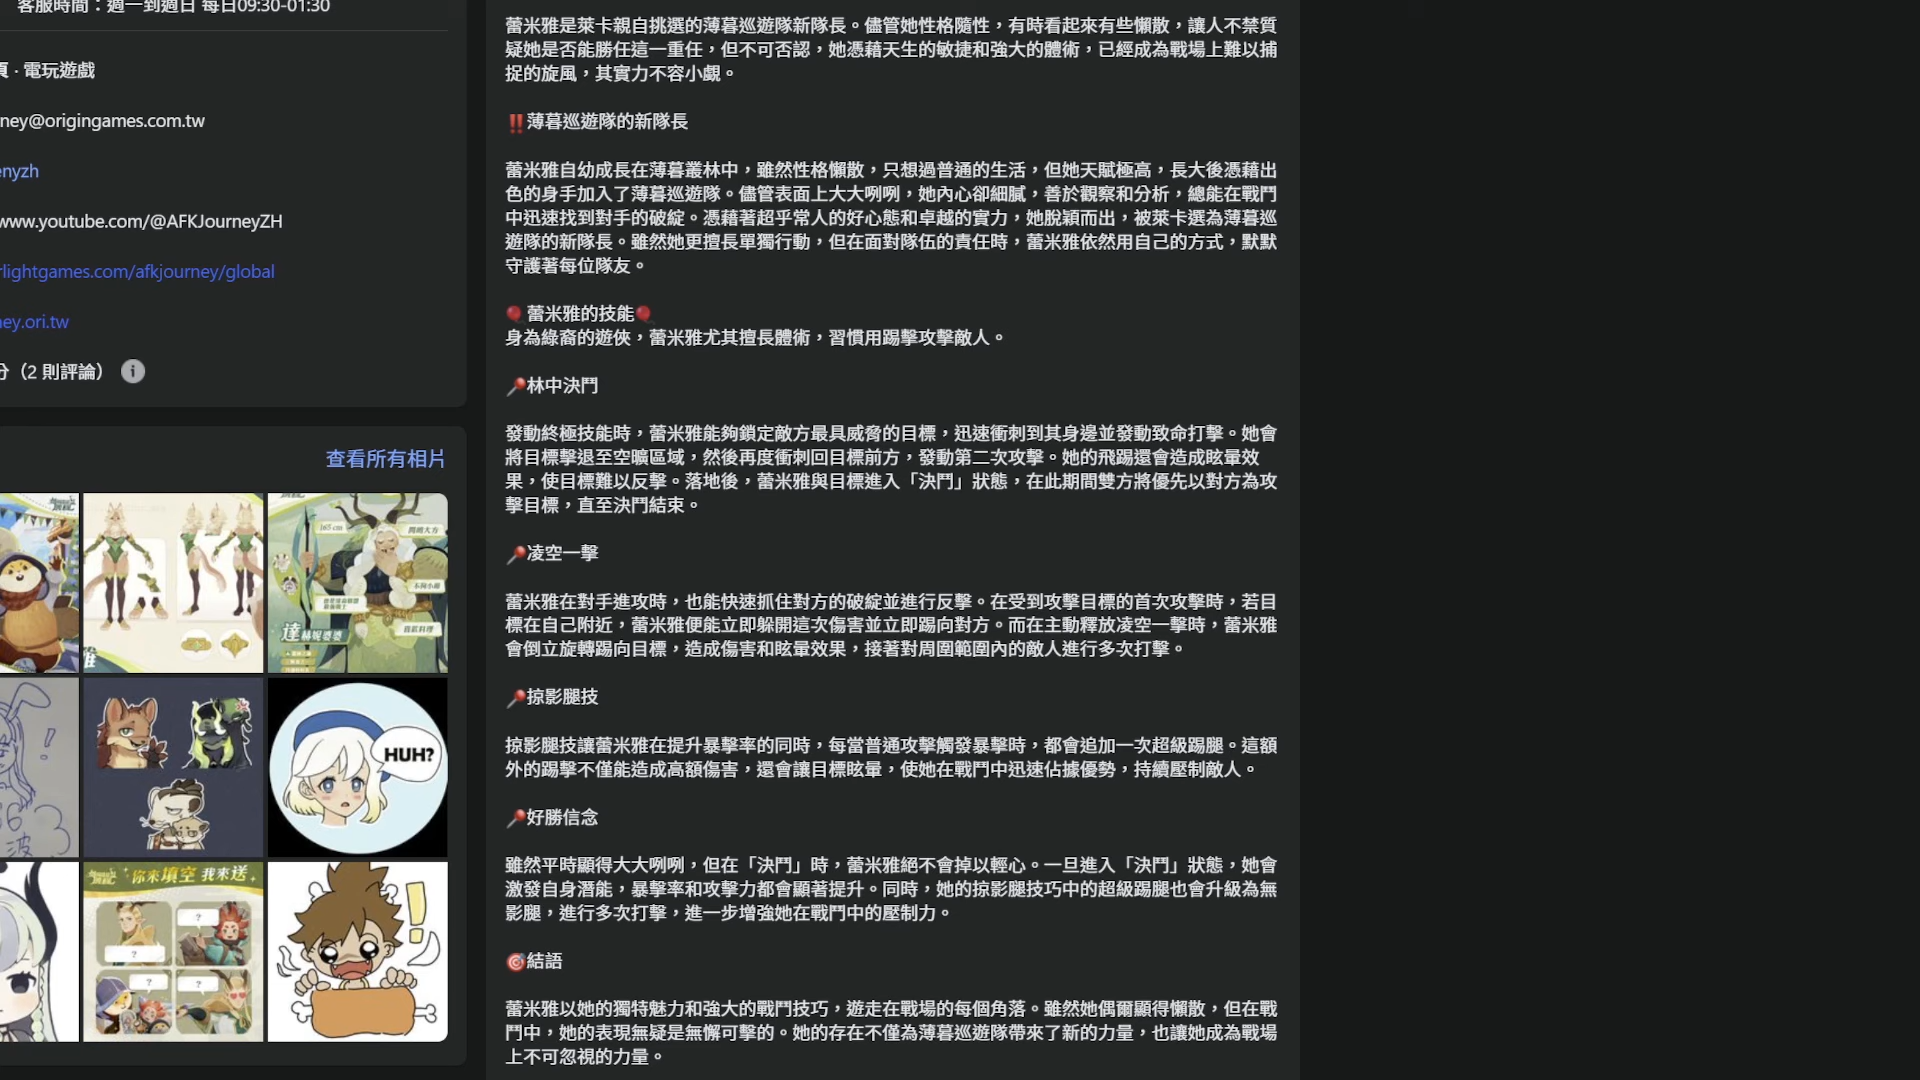 客服時間：週一到週日 每日09:30-01:30
頁 · 電玩遊戲
ney@origingames.com.tw
enyzh
www.youtube.com/@AFKJourneyZH
rlightgames.com/afkjourney/global
ney.ori.tw
分（2 則評論）
查看所有相片
165 cm
達赫妮婆婆
HUH?
你來填空 我來送
?
?
?
?
蕾米雅是萊卡親自挑選的薄暮巡遊隊新隊長。儘管她性格隨性，有時看起來有些懶散，讓人不禁質
疑她是否能勝任這一重任，但不可否認，她憑藉天生的敏捷和強大的體術，已經成為戰場上難以捕
捉的旋風，其實力不容小覷。
‼️薄暮巡遊隊的新隊長
蕾米雅自幼成長在薄暮叢林中，雖然性格懶散，只想過普通的生活，但她天賦極高，長大後憑藉出
色的身手加入了薄暮巡遊隊。儘管表面上大大咧咧，她內心卻細膩，善於觀察和分析，總能在戰鬥
中迅速找到對手的破綻。憑藉著超乎常人的好心態和卓越的實力，她脫穎而出，被萊卡選為薄暮巡
遊隊的新隊長。雖然她更擅長單獨行動，但在面對隊伍的責任時，蕾米雅依然用自己的方式，默默
守護著每位隊友。
🎈蕾米雅的技能🎈
身為綠裔的遊俠，蕾米雅尤其擅長體術，習慣用踢擊攻擊敵人。
📍林中決鬥
發動終極技能時，蕾米雅能夠鎖定敵方最具威脅的目標，迅速衝刺到其身邊並發動致命打擊。她會
將目標擊退至空曠區域，然後再度衝刺回目標前方，發動第二次攻擊。她的飛踢還會造成眩暈效
果，使目標難以反擊。落地後，蕾米雅與目標進入「決鬥」狀態，在此期間雙方將優先以對方為攻
擊目標，直至決鬥結束。
📍凌空一擊
蕾米雅在對手進攻時，也能快速抓住對方的破綻並進行反擊。在受到攻擊目標的首次攻擊時，若目
標在自己附近，蕾米雅便能立即躲開這次傷害並立即踢向對方。而在主動釋放凌空一擊時，蕾米雅
會倒立旋轉踢向目標，造成傷害和眩暈效果，接著對周圍範圍內的敵人進行多次打擊。
📍掠影腿技
掠影腿技讓蕾米雅在提升暴擊率的同時，每當普通攻擊觸發暴擊時，都會追加一次超級踢腿。這額
外的踢擊不僅能造成高額傷害，還會讓目標眩暈，使她在戰鬥中迅速佔據優勢，持續壓制敵人。
📍好勝信念
雖然平時顯得大大咧咧，但在「決鬥」時，蕾米雅絕不會掉以輕心。一旦進入「決鬥」狀態，她會
激發自身潛能，暴擊率和攻擊力都會顯著提升。同時，她的掠影腿技巧中的超級踢腿也會升級為無
影腿，進行多次打擊，進一步增強她在戰鬥中的壓制力。
🎯結語
蕾米雅以她的獨特魅力和強大的戰鬥技巧，遊走在戰場的每個角落。雖然她偶爾顯得懶散，但在戰
鬥中，她的表現無疑是無懈可擊的。她的存在不僅為薄暮巡遊隊帶來了新的力量，也讓她成為戰場
上不可忽視的力量。